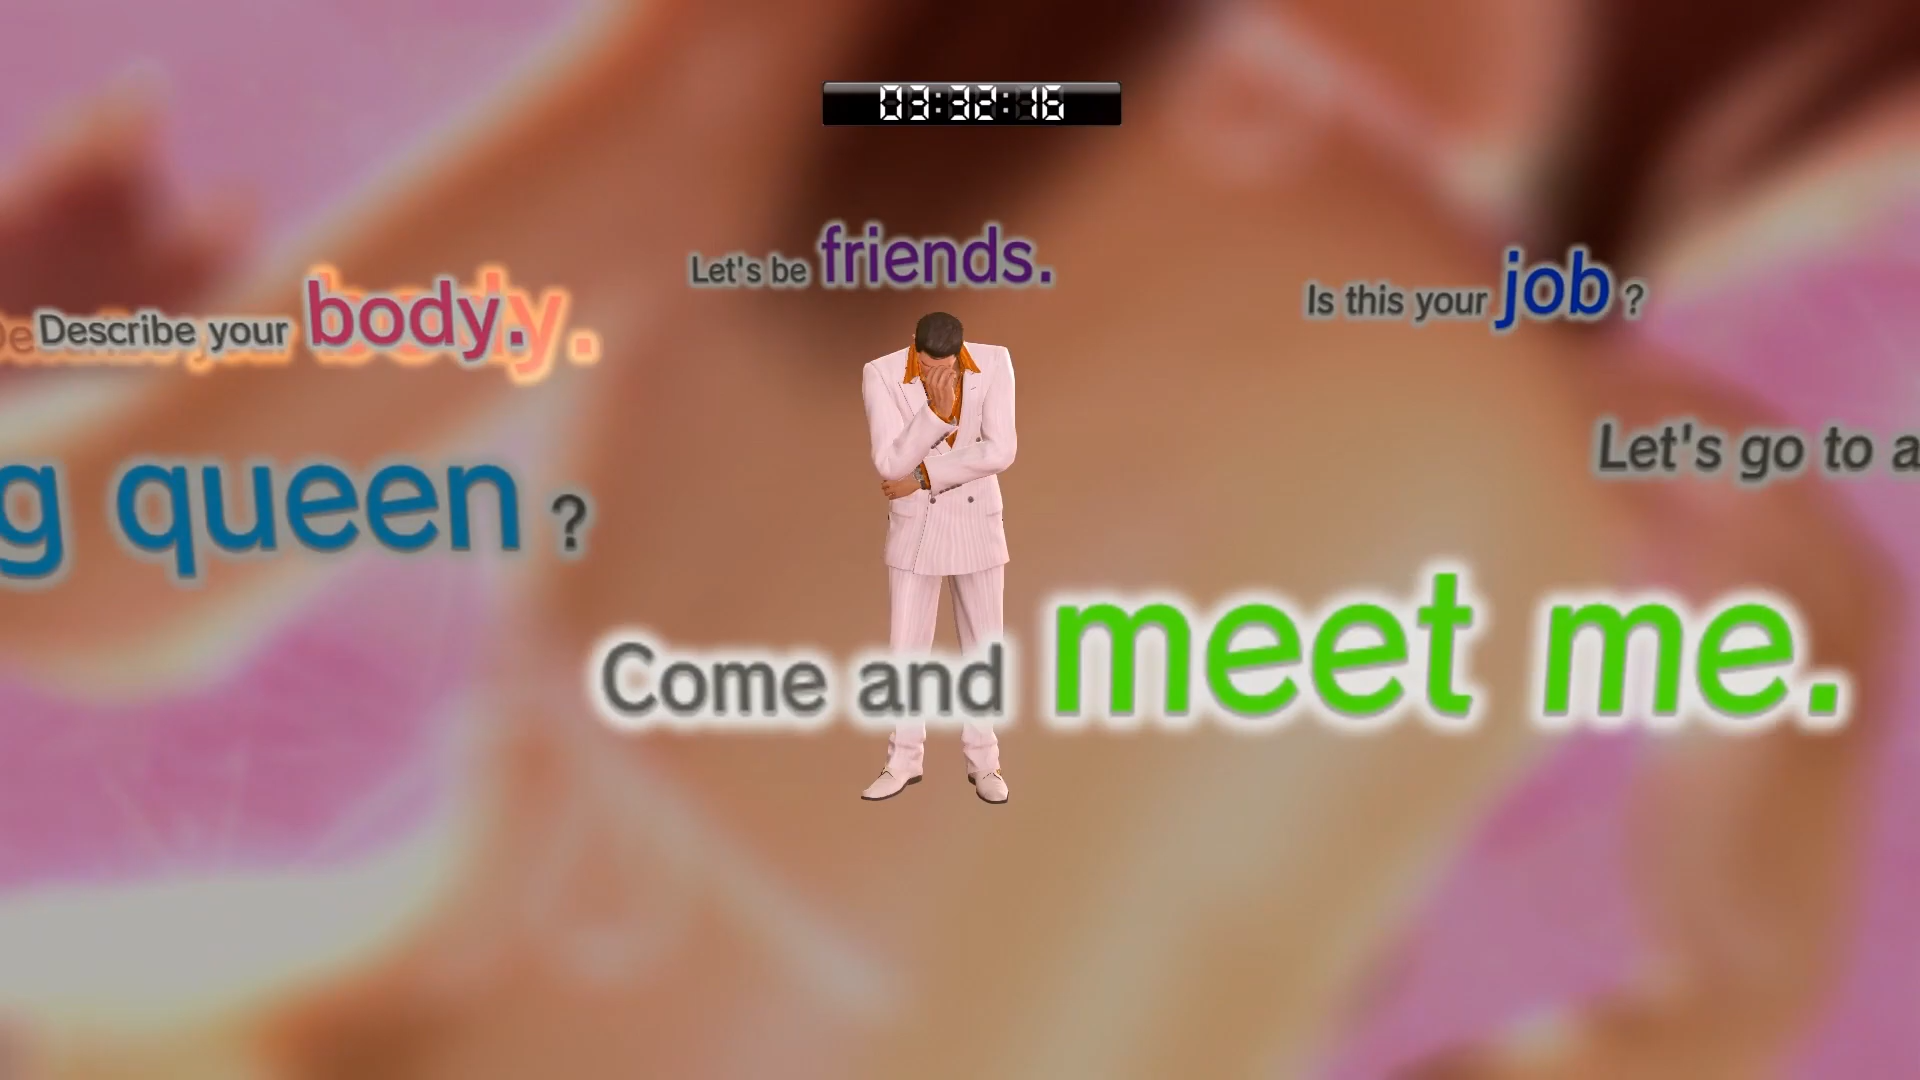 03:32:16
Let's be friends.
Describe your body.
Is this your job ?
Let's go to a
g queen ?
Come and meet me.